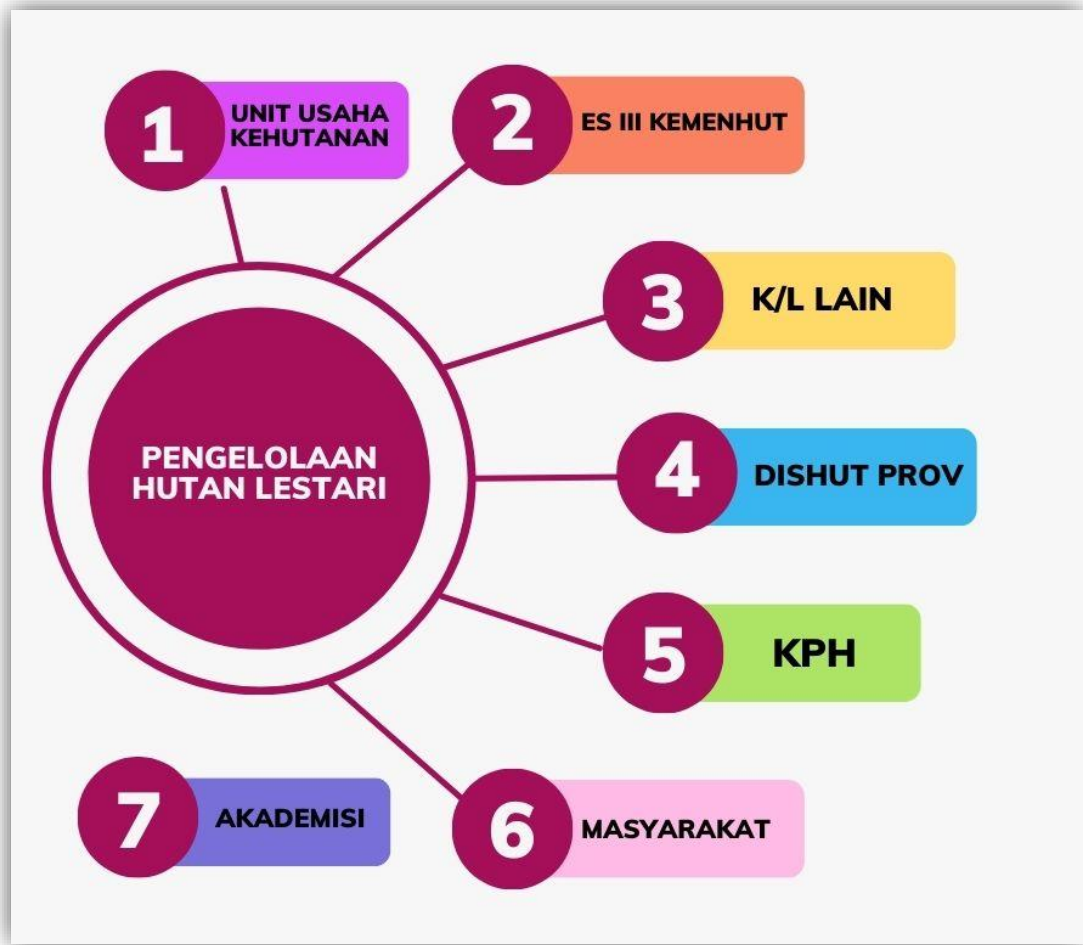 1
UNIT USAHA
KEHUTANAN
2
ES III KEMENHUT
3
K/L LAIN
4
DISHUT PROV
PENGELOLAAN
HUTAN LESTARI
5
KPH
6
MASYARAKAT
7
AKADEMISI